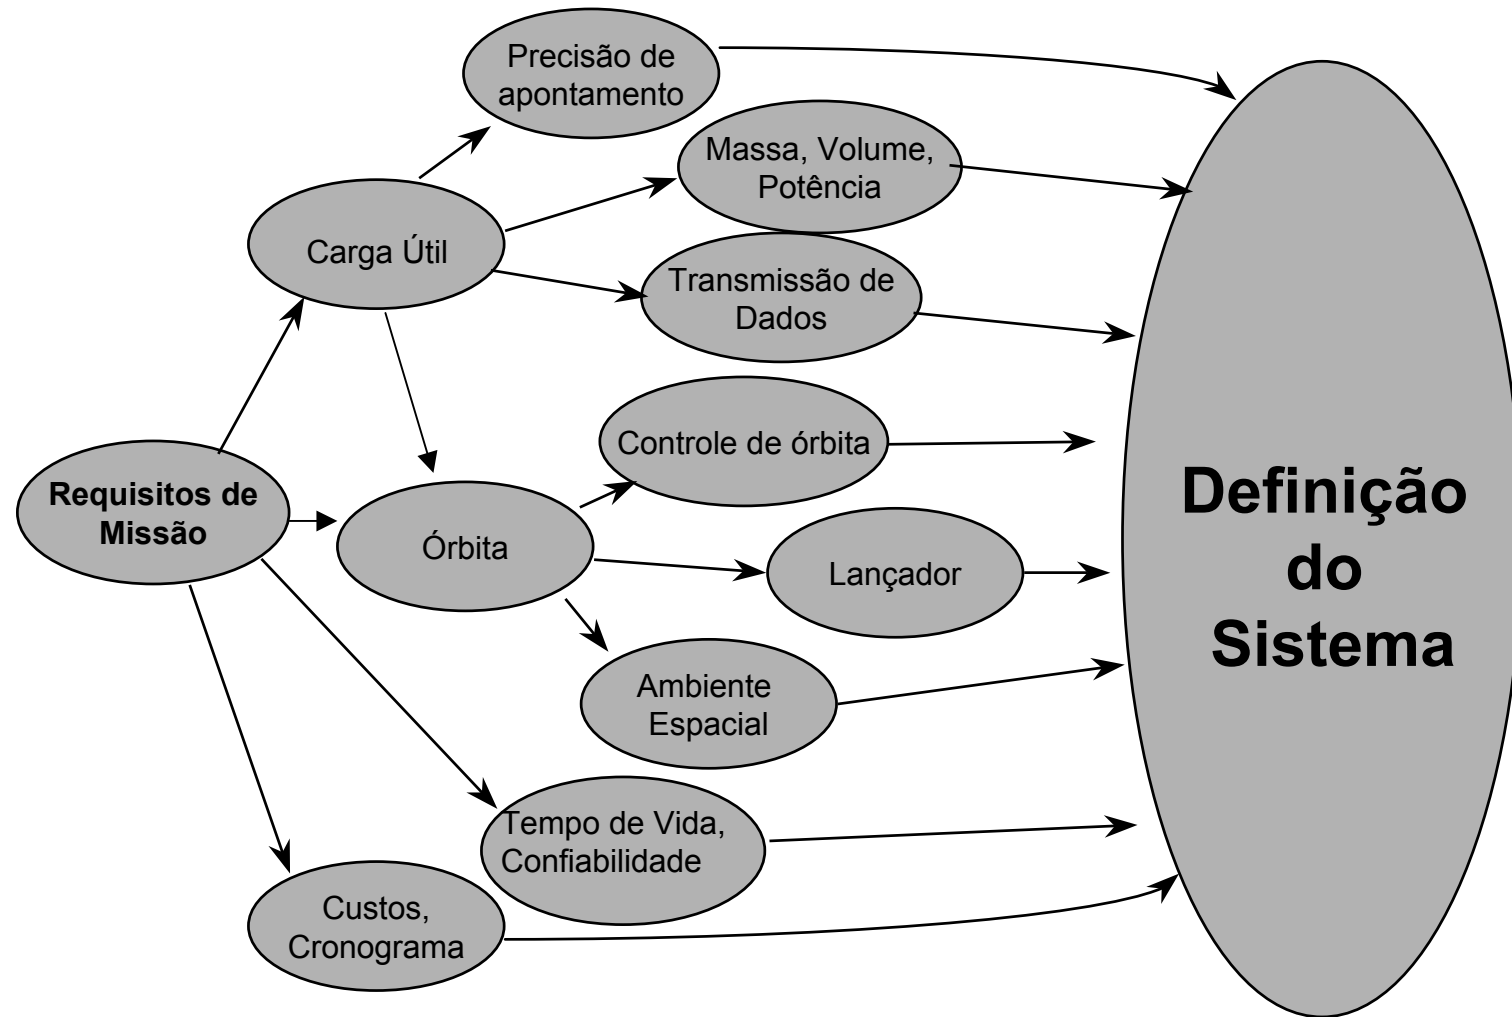 Precisão de
apontamento
Massa, Volume,
Potência
Carga Útil
Transmissão de
Dados
Controle de órbita
Requisitos de
Missão
Órbita
Lançador
Ambiente
Espacial
Tempo de Vida,
Confiabilidade
Custos,
Cronograma
Definição
do
Sistema